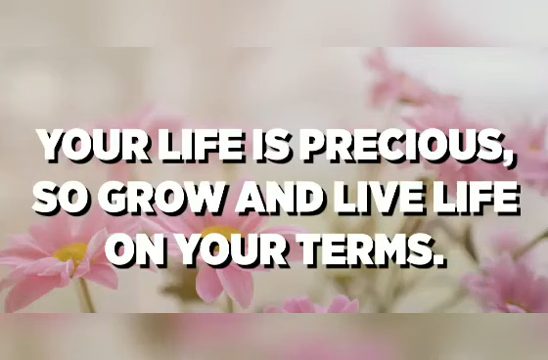 YOUR LIFE IS PRECIOUS,
SO GROW AND LIVE LIFE
ON YOUR TERMS.